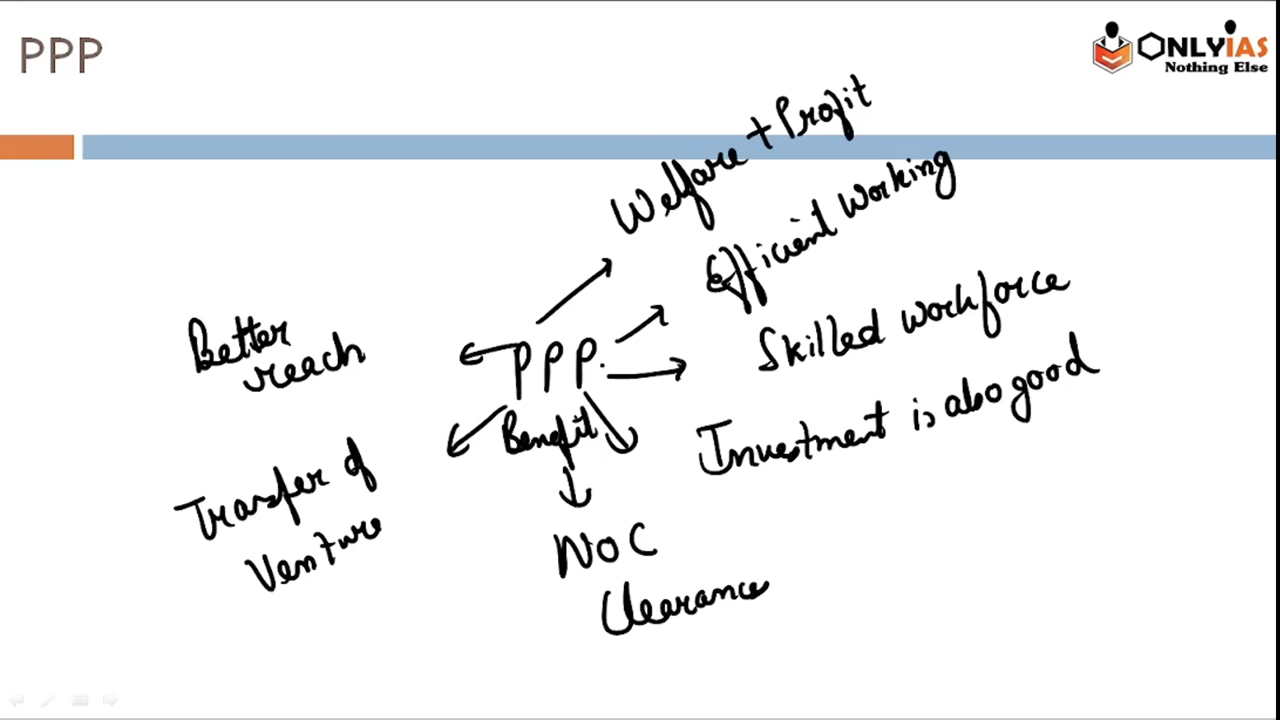 PPP
ONLYIAS
Nothing Else
Welfare + Profit
Efficient Working
Skilled workforce
Investment is also good
Better
reach
PPP.
Benefit
Transfer of
Venture
NOC
Clearance